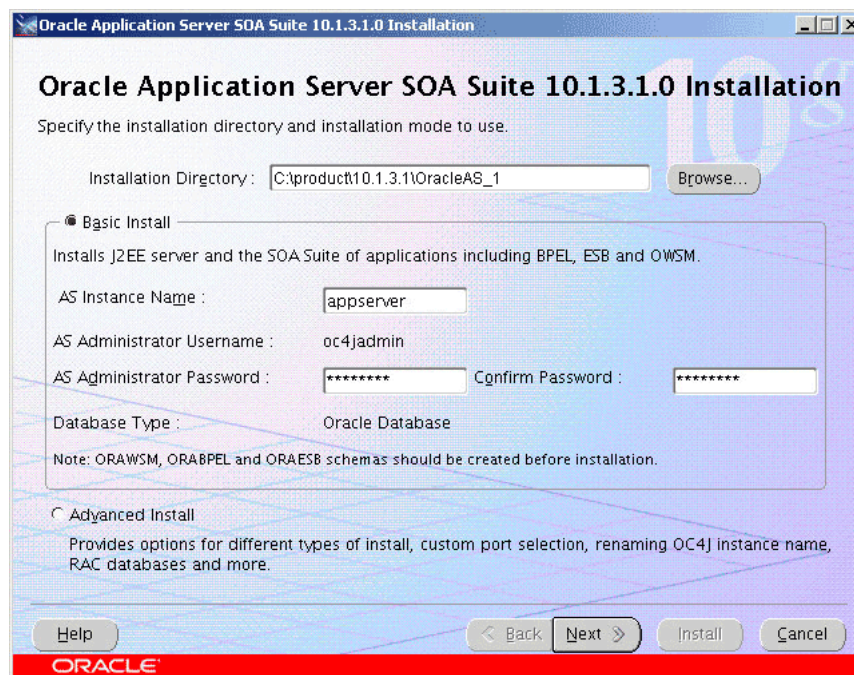 Oracle Application Server SOA Suite 10.1.3.1.0 Installation
10g
Oracle Application Server SOA Suite 10.1.3.1.0 Installation
Specify the installation directory and installation mode to use.
Installation Directory : C:\product\10.1.3.1\OracleAS_1 Browse...
Basic Install
Installs J2EE server and the SOA Suite of applications including BPEL, ESB and OWSM.
AS Instance Name : appserver
AS Administrator Username : oc4jadmin
AS Administrator Password : ******** Confirm Password : ********
Database Type : Oracle Database
Note: ORAWSM, ORABPEL and ORAESB schemas should be created before installation.
Advanced Install
Provides options for different types of install, custom port selection, renaming OC4J instance name,
RAC databases and more.
Help Back Next Install Cancel
ORACLE